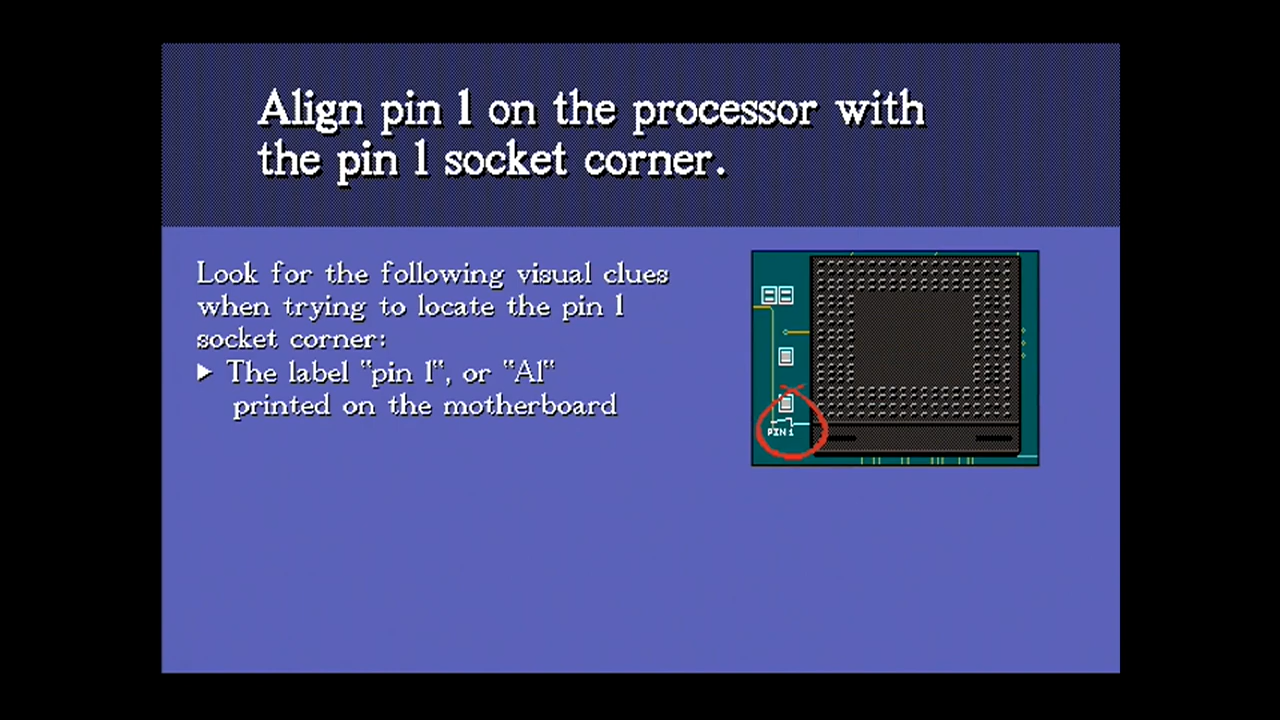 Align pin 1 on the processor with
the pin 1 socket corner.
Look for the following visual clues
when trying to locate the pin 1
socket corner:
▶ The label "pin 1", or "A1"
printed on the motherboard
PIN 1